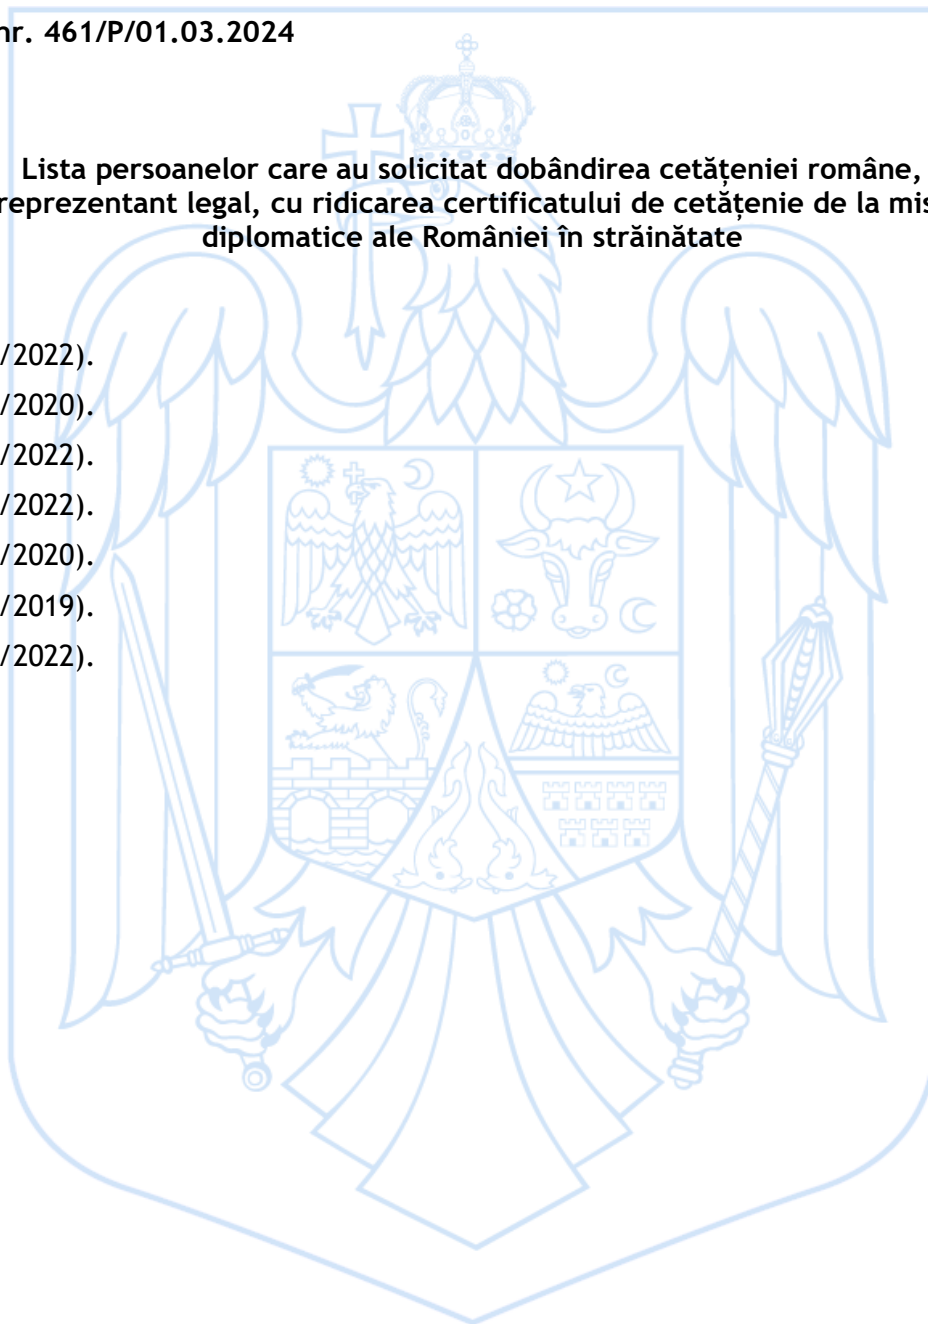 nr. 461/P/01.03.2024
Lista persoanelor care au solicitat dobândirea cetățeniei române,
reprezentant legal, cu ridicarea certificatului de cetățenie de la mis
diplomatice ale României în străinătate
/2022).
/2020).
/2022).
/2022).
/2020).
/2019).
/2022).